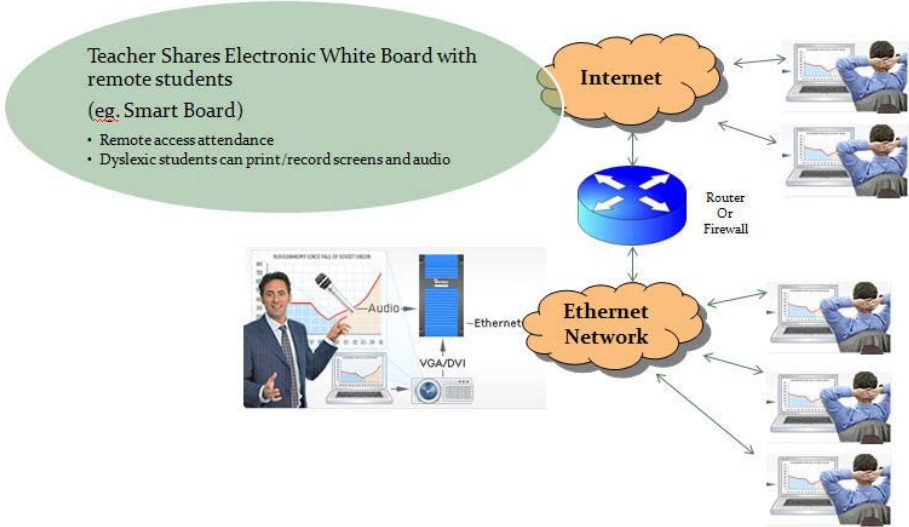 Teacher Shares Electronic White Board with
remote students
(eg. Smart Board)
• Remote access attendance
• Dyslexic students can print/record screens and audio
Internet
Router
Or
Firewall
Audio
Ethernet
VGA/DVI
Ethernet
Network